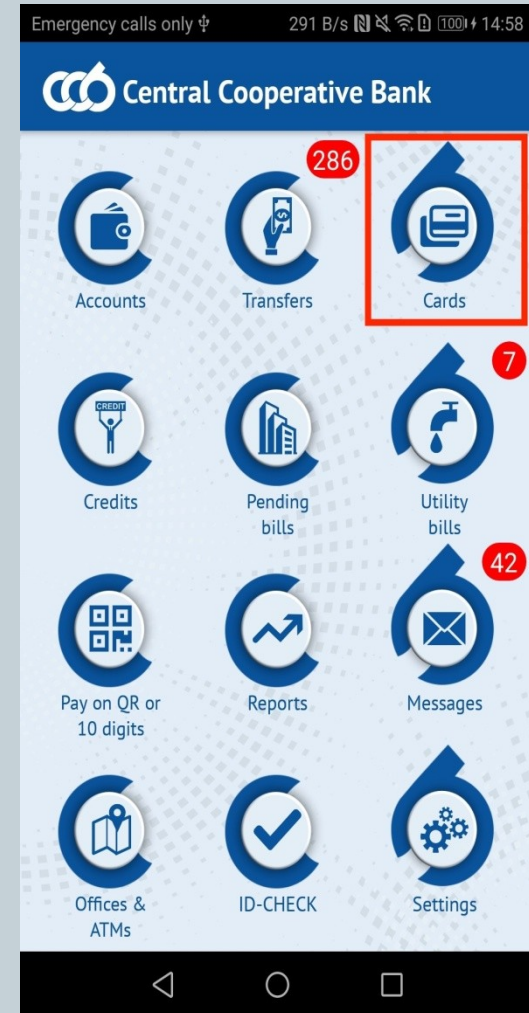 Emergency calls only 291 B/s 100 14:58
CCB Central Cooperative Bank
286
Accounts Transfers Cards
7
CREDIT
Credits Pending bills Utility bills
42
Pay on QR or 10 digits Reports Messages
Offices & ATMs ID-CHECK Settings